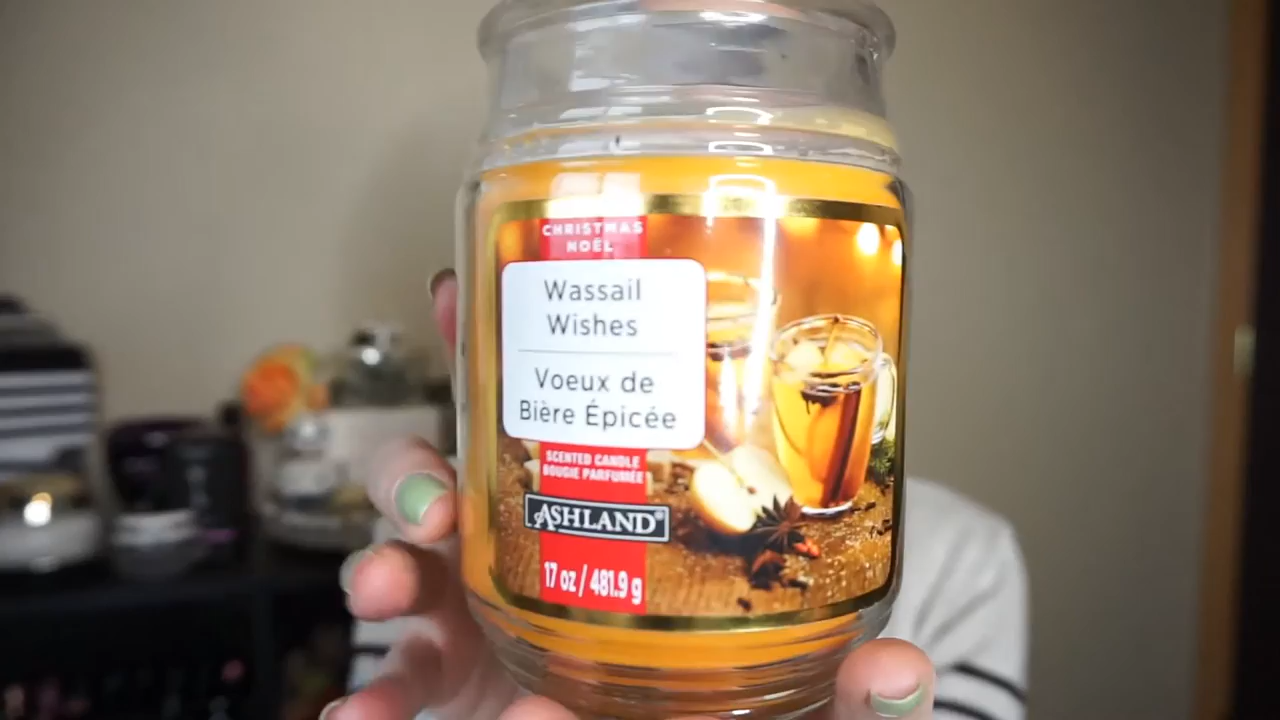 CHRISTMAS
NOËL
Wassail
Wishes
Voeux de
Bière Épicée
SCENTED CANDLE
BOUGIE PARFUMÉE
ASHLAND®
17 oz / 481.9 g